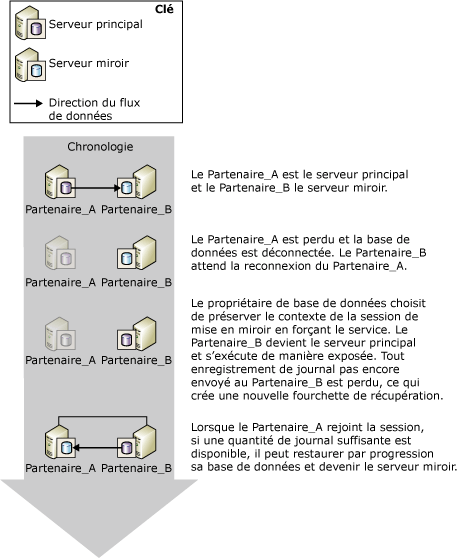 Clé
Serveur principal
Serveur miroir
Direction du flux
de données
Chronologie
Partenaire_A Partenaire_B
Le Partenaire_A est le serveur principal
et le Partenaire_B le serveur miroir.
Partenaire_A Partenaire_B
Le Partenaire_A est perdu et la base de
données est déconnectée. Le Partenaire_B
attend la reconnexion du Partenaire_A.
Partenaire_A Partenaire_B
Le propriétaire de base de données choisit
de préserver le contexte de la session de
mise en miroir en forçant le service. Le
Partenaire_B devient le serveur principal
et s'exécute de manière exposée. Tout
enregistrement de journal pas encore
envoyé au Partenaire_B est perdu, ce qui
crée une nouvelle fourchette de récupération.
Partenaire_A Partenaire_B
Lorsque le Partenaire_A rejoint la session,
si une quantité de journal suffisante est
disponible, il peut restaurer par progression
sa base de données et devenir le serveur miroir.